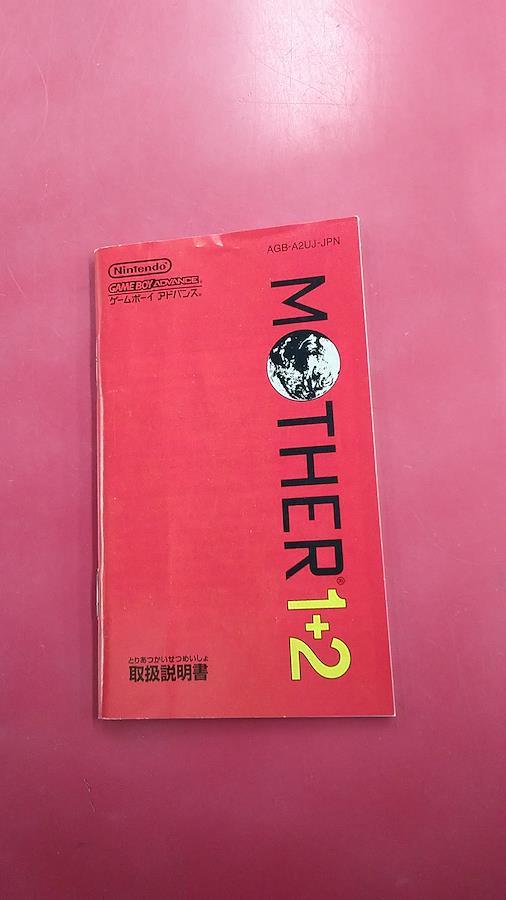 AGB-A2UJ-JPN
Nintendo®
GAME BOY ADVANCE®
ゲームボーイ アドバンス®
MOTHER®1+2
とりあつかいせつめいしょ
取扱説明書